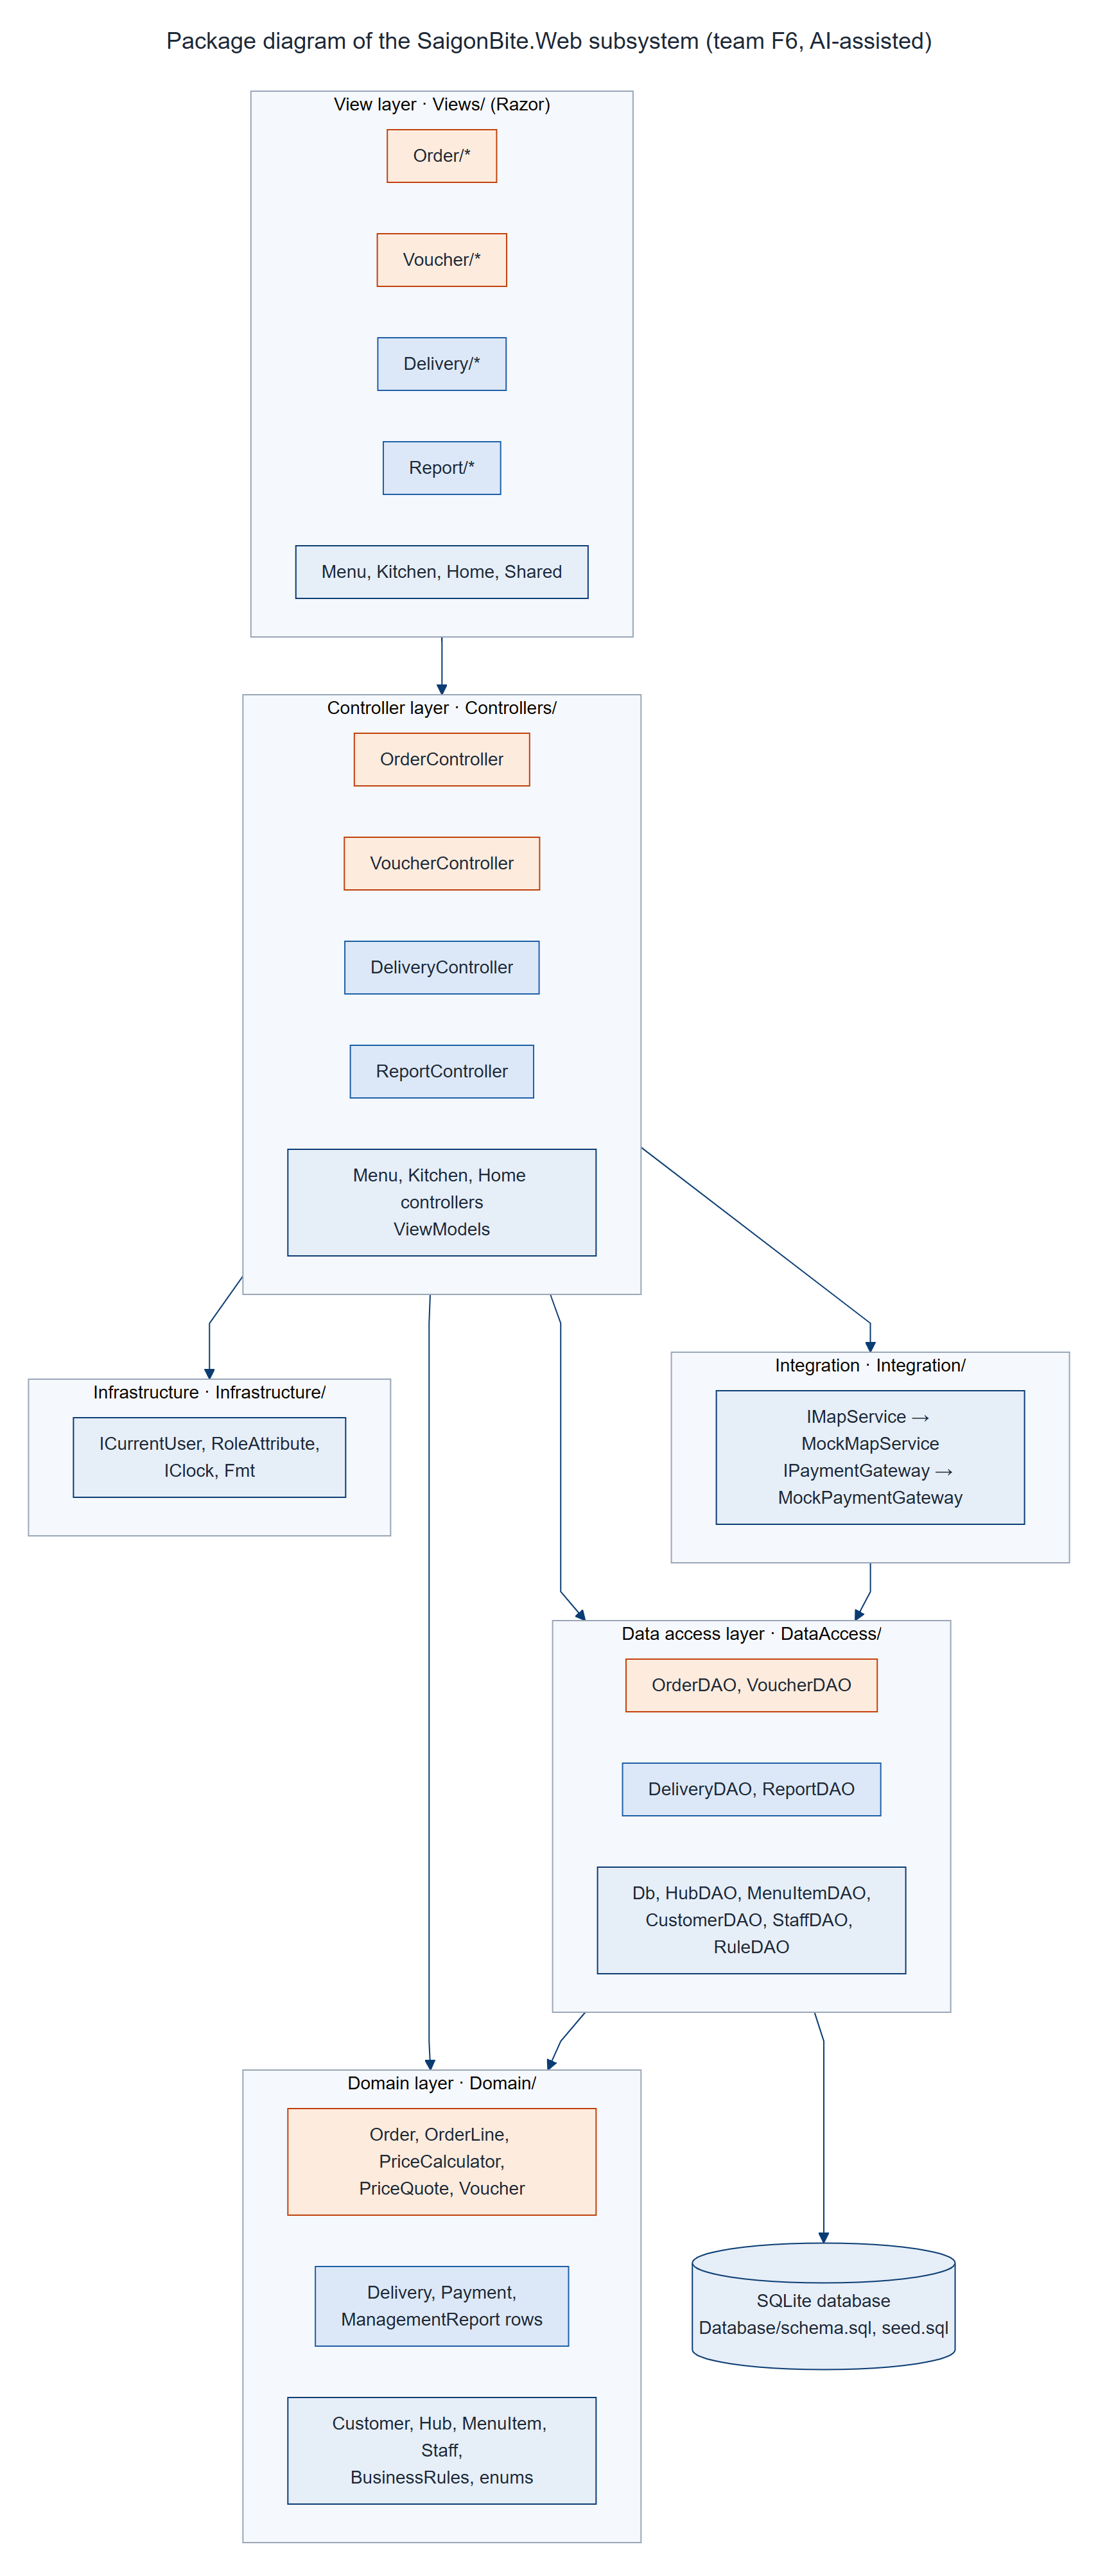 Package diagram of the SaigonBite.Web subsystem (team F6, AI-assisted)
View layer · Views/ (Razor)
Order/*
Voucher/*
Delivery/*
Report/*
Menu, Kitchen, Home, Shared
Controller layer · Controllers/
OrderController
VoucherController
DeliveryController
ReportController
Menu, Kitchen, Home
controllers
ViewModels
Integration · Integration/
IMapService →
MockMapService
IPaymentGateway →
MockPaymentGateway
Infrastructure · Infrastructure/
ICurrentUser, RoleAttribute,
IClock, Fmt
Data access layer · DataAccess/
OrderDAO, VoucherDAO
DeliveryDAO, ReportDAO
Db, HubDAO, MenuItemDAO,
CustomerDAO, StaffDAO,
RuleDAO
Domain layer · Domain/
Order, OrderLine,
PriceCalculator,
PriceQuote, Voucher
Delivery, Payment,
ManagementReport rows
Customer, Hub, MenuItem,
Staff,
BusinessRules, enums
SQLite database
Database/schema.sql, seed.sql